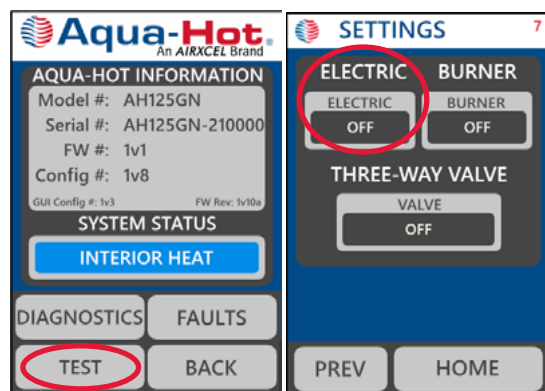 Aqua-Hot.
An AIRXCEL Brand
AQUA-HOT INFORMATION
Model #: AH125GN
Serial #: AH125GN-210000
FW #: 1v1
Config #: 1v8
GUI Config #: 1v3 FW Rev: 1v10a
SYSTEM STATUS
INTERIOR HEAT
DIAGNOSTICS FAULTS
TEST BACK
SETTINGS 7
ELECTRIC BURNER
ELECTRIC BURNER
OFF OFF
THREE-WAY VALVE
VALVE
OFF
PREV HOME